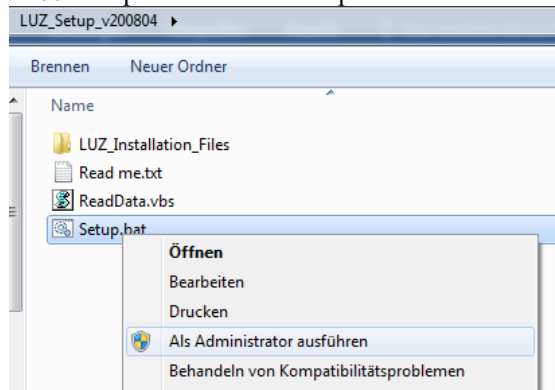 LUZ_Setup_v200804
Brennen Neuer Ordner
Name
LUZ_Installation_Files
Read me.txt
ReadData.vbs
Setup.bat
Öffnen
Bearbeiten
Drucken
Als Administrator ausführen
Behandeln von Kompatibilitätsproblemen